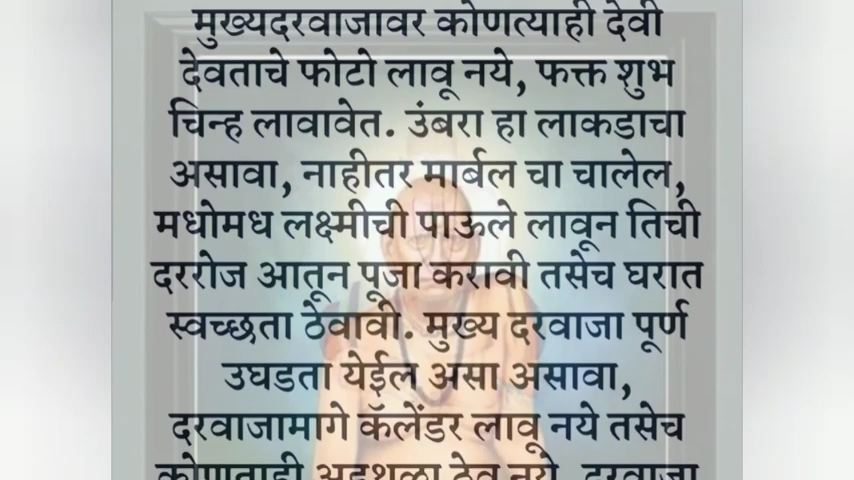 मुख्यदरवाजावर कोणत्याही देवी
देवताचे फोटो लावू नये, फक्त शुभ
चिन्ह लावावेत. उंबरा हा लाकडाचा
असावा, नाहीतर मार्बल चा चालेल,
मधोमध लक्ष्मीची पाऊले लावून तिची
दररोज आतून पूजा करावी तसेच घरात
स्वच्छता ठेवावी. मुख्य दरवाजा पूर्ण
उघडता येईल असा असावा,
दरवाजामागे कॅलेंडर लावू नये तसेच
कोणताही अडथळा ठेवू नये, दरवाजा